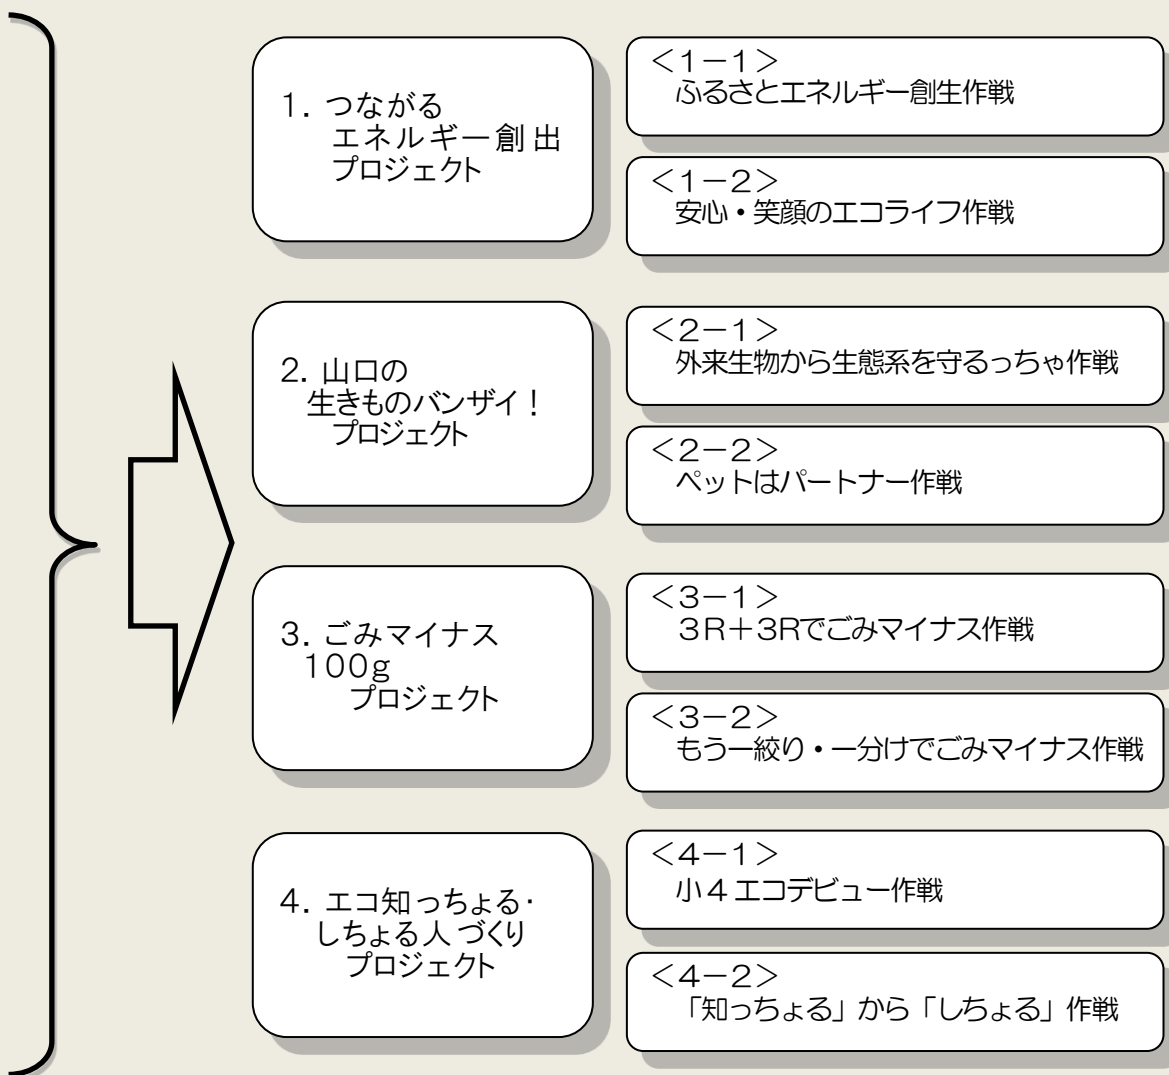 1．つながる
エネルギー創出
プロジェクト
＜1－1＞
ふるさとエネルギー創生作戦
＜1－2＞
安心・笑顔のエコライフ作戦
2．山口の
生きものバンザイ！
プロジェクト
＜2－1＞
外来生物から生態系を守るっちゃ作戦
＜2－2＞
ペットはパートナー作戦
3．ごみマイナス
100g
プロジェクト
＜3－1＞
３R＋３Rでごみマイナス作戦
＜3－2＞
もう一絞り・一分けでごみマイナス作戦
4．エコ知っちょる・
しちょる人づくり
プロジェクト
＜4－1＞
小４エコデビュー作戦
＜4－2＞
「知っちょる」から「しちょる」作戦